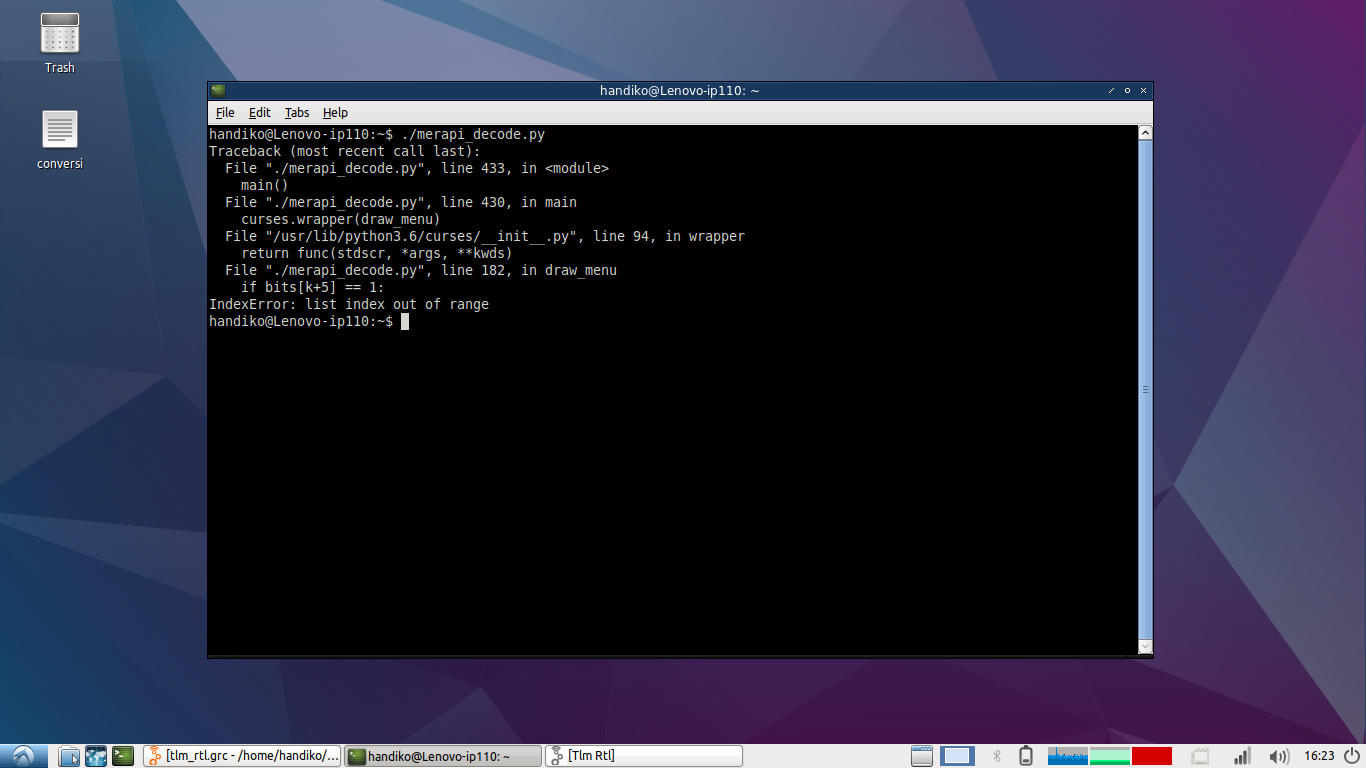 Trash
conversi
handiko@Lenovo-ip110: ~
File Edit Tabs Help
handiko@Lenovo-ip110:~$ ./merapi_decode.py
Traceback (most recent call last):
  File "./merapi_decode.py", line 433, in <module>
    main()
  File "./merapi_decode.py", line 430, in main
    curses.wrapper(draw_menu)
  File "/usr/lib/python3.6/curses/__init__.py", line 94, in wrapper
    return func(stdscr, *args, **kwds)
  File "./merapi_decode.py", line 182, in draw_menu
    if bits[k+5] == 1:
IndexError: list index out of range
handiko@Lenovo-ip110:~$
[tlm_rtl.grc - /home/handiko/... handiko@Lenovo-ip110: ~ [Tlm Rtl] 16:23